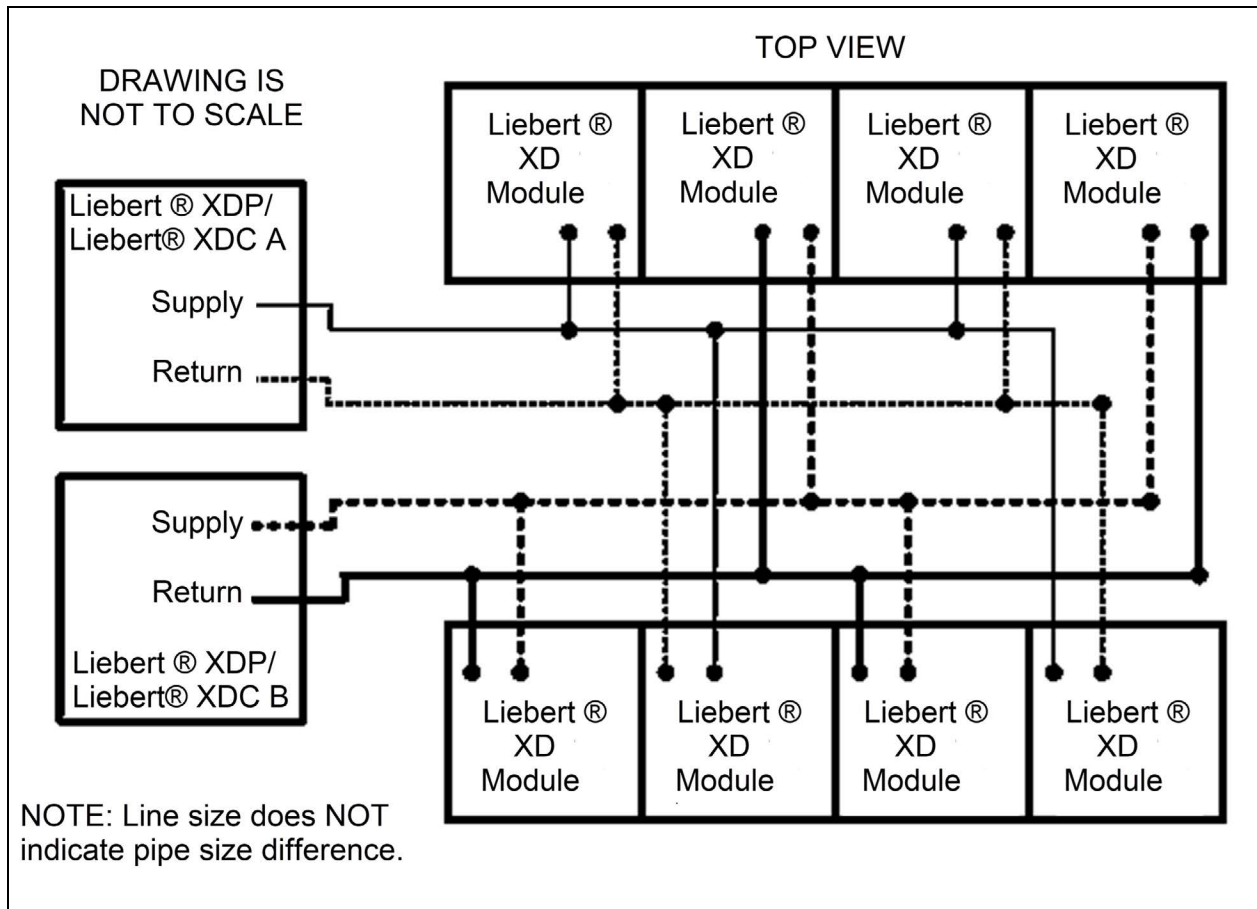 TOP VIEW
DRAWING IS
NOT TO SCALE
Liebert ®
XD
Module
Liebert ®
XD
Module
Liebert ®
XD
Module
Liebert ®
XD
Module
Liebert ® XDP/
Liebert® XDC A
Supply
Return
Supply
Return
Liebert ® XDP/
Liebert® XDC B
Liebert ®
XD
Module
Liebert ®
XD
Module
Liebert ®
XD
Module
Liebert ®
XD
Module
NOTE: Line size does NOT
indicate pipe size difference.